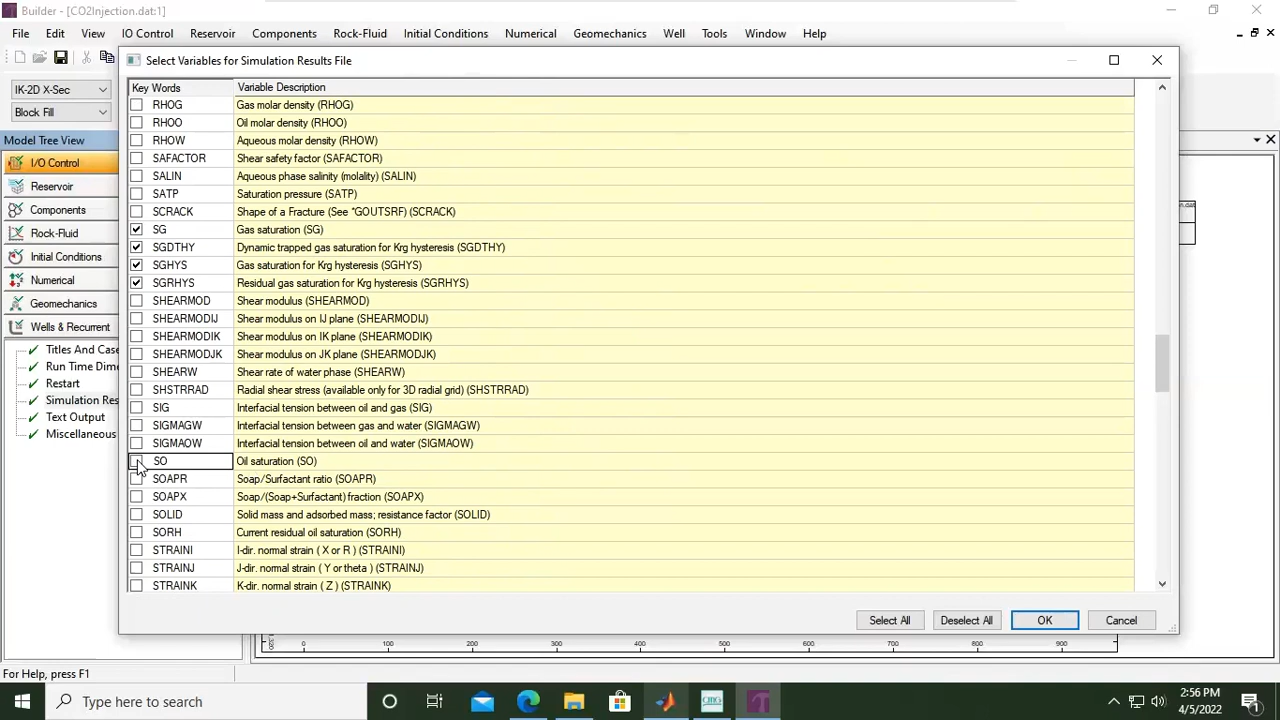 Builder - [CO2Injection.dat:1]
File Edit View IO Control Reservoir Components Rock-Fluid Initial Conditions Numerical Geomechanics Well Tools Window Help
Select Variables for Simulation Results File
IK-2D X-Sec
Block Fill
Model Tree View
I/O Control
Reservoir
Components
Rock-Fluid
Initial Conditions
Numerical
Geomechanics
Wells & Recurrent
Titles And Case
Run Time Dime
Restart
Simulation Res
Text Output
Miscellaneous
Key Words Variable Description
RHOG Gas molar density (RHOG)
RHOO Oil molar density (RHOO)
RHOW Aqueous molar density (RHOW)
SAFACTOR Shear safety factor (SAFACTOR)
SALIN Aqueous phase salinity (molality) (SALIN)
SATP Saturation pressure (SATP)
SCRACK Shape of a Fracture (See *GOUTSRF) (SCRACK)
SG Gas saturation (SG)
SGDTHY Dynamic trapped gas saturation for Krg hysteresis (SGDTHY)
SGHYS Gas saturation for Krg hysteresis (SGHYS)
SGRHYS Residual gas saturation for Krg hysteresis (SGRHYS)
SHEARMOD Shear modulus (SHEARMOD)
SHEARMODIJ Shear modulus on IJ plane (SHEARMODIJ)
SHEARMODIK Shear modulus on IK plane (SHEARMODIK)
SHEARMODJK Shear modulus on JK plane (SHEARMODJK)
SHEARW Shear rate of water phase (SHEARW)
SHSTRRAD Radial shear stress (available only for 3D radial grid) (SHSTRRAD)
SIG Interfacial tension between oil and gas (SIG)
SIGMAGW Interfacial tension between gas and water (SIGMAGW)
SIGMAOW Interfacial tension between oil and water (SIGMAOW)
SO Oil saturation (SO)
SOAPR Soap/Surfactant ratio (SOAPR)
SOAPX Soap/(Soap+Surfactant) fraction (SOAPX)
SOLID Solid mass and adsorbed mass; resistance factor (SOLID)
SORH Current residual oil saturation (SORH)
STRAINI I-dir. normal strain ( X or R ) (STRAINI)
STRAINJ J-dir. normal strain ( Y or theta ) (STRAINJ)
STRAINK K-dir. normal strain ( Z ) (STRAINK)
Select All Deselect All OK Cancel
0 100 200 300 400 500 600 700 800 900
For Help, press F1
Type here to search
2:56 PM
4/5/2022